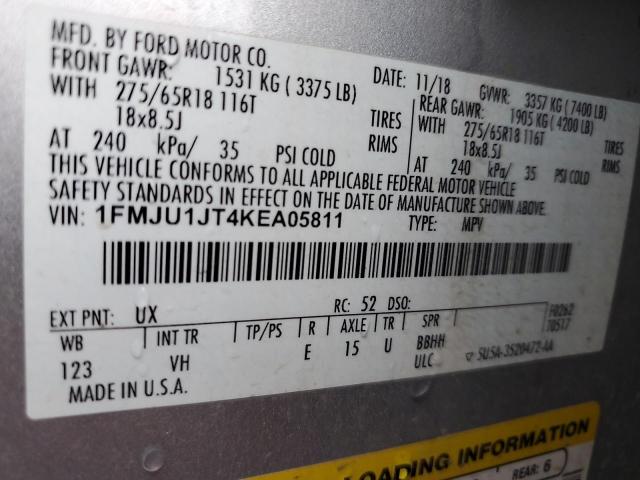 MFD. BY FORD MOTOR CO.
DATE: 11/18 GVWR: 3357 KG ( 7400 LB)
FRONT GAWR: 1531 KG ( 3375 LB) REAR GAWR: 1905 KG ( 4200 LB)
WITH 275/65R18 116T TIRES WITH 275/65R18 116T TIRES
18x8.5J RIMS 18x8.5J RIMS
AT 240 kPa/ 35 PSI COLD AT 240 kPa/ 35 PSI COLD
THIS VEHICLE CONFORMS TO ALL APPLICABLE FEDERAL MOTOR VEHICLE
SAFETY STANDARDS IN EFFECT ON THE DATE OF MANUFACTURE SHOWN ABOVE.
VIN: 1FMJU1JT4KEA05811 TYPE: MPV
EXT PNT: UX RC: 52 DSO: F0262
70517
WB INT TR TP/PS R AXLE TR SPR
123 VH E 15 U BBHH
ULC 5U5A-3520472-AA
MADE IN U.S.A.
LOADING INFORMATION
REAR: 6